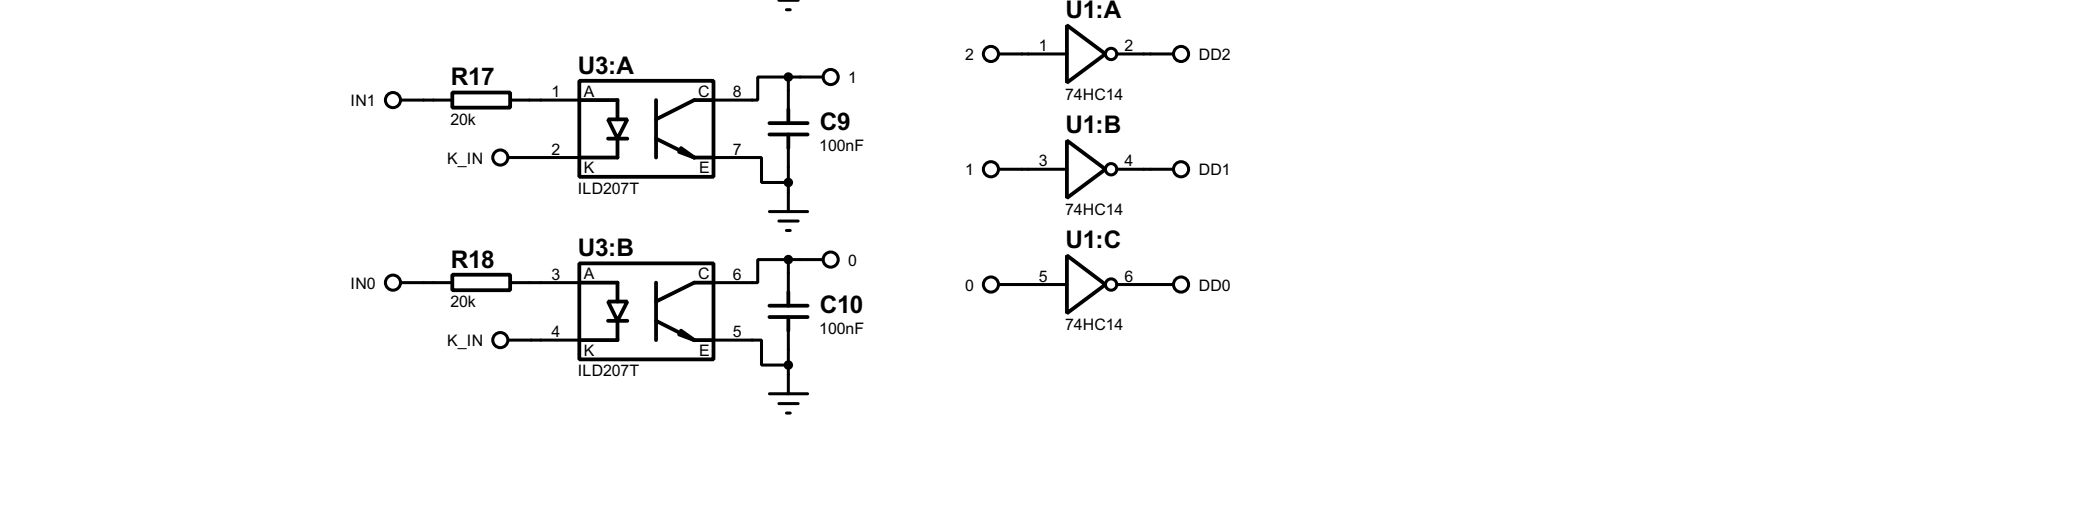 U1:A
2
1
2
DD2
74HC14
R17
U3:A
IN1
1
A
C
8
1
20k
C9
100nF
K_IN
2
K
E
7
ILD207T
U1:B
1
3
4
DD1
74HC14
R18
U3:B
IN0
3
A
C
6
0
20k
C10
100nF
K_IN
4
K
E
5
ILD207T
U1:C
0
5
6
DD0
74HC14